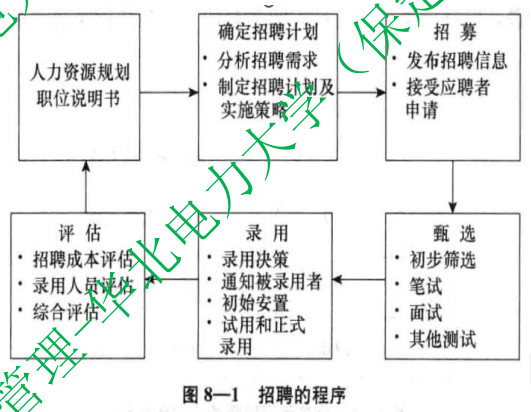 人力资源规划
职位说明书
确定招聘计划
· 分析招聘需求
· 制定招聘计划及
实施策略
招 募
· 发布招聘信息
· 接受应聘者
申请
评 估
· 招聘成本评估
· 录用人员评估
· 综合评估
录 用
· 录用决策
· 通知被录用者
· 初始安置
· 试用和正式
录用
甄 选
· 初步筛选
· 笔试
· 面试
· 其他测试
图 8—1 招聘的程序
管理-华北电力大学（保定